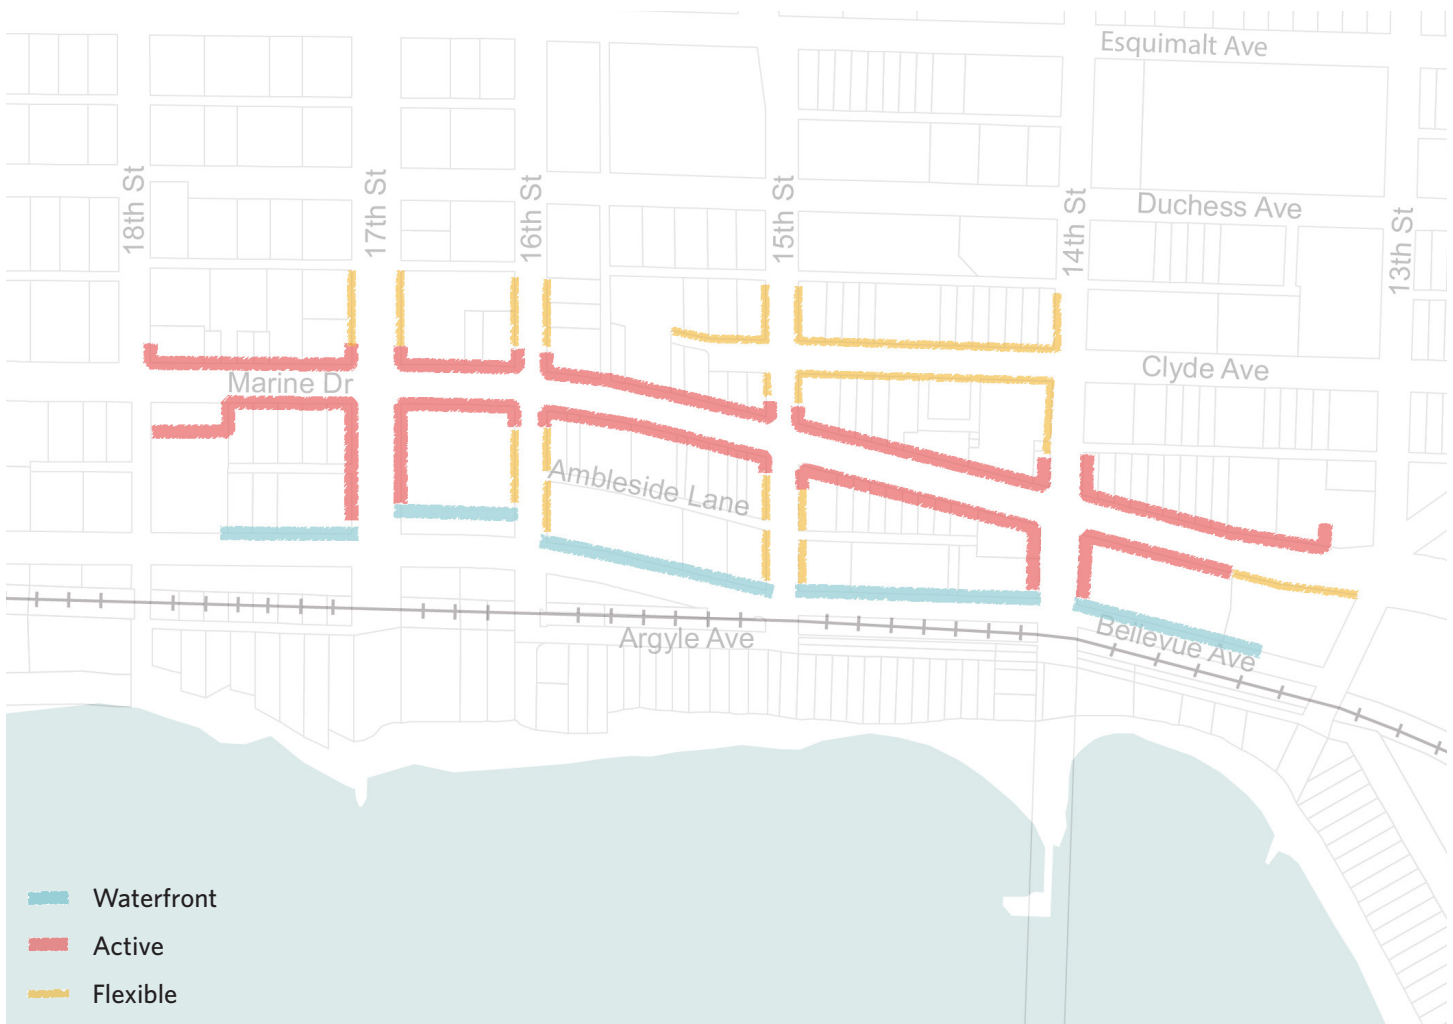 Esquimalt Ave
18th St
17th St
16th St
15th St
14th St
Duchess Ave
13th St
Marine Dr
Clyde Ave
Ambleside Lane
Argyle Ave
Bellevue Ave
Waterfront
Active
Flexible